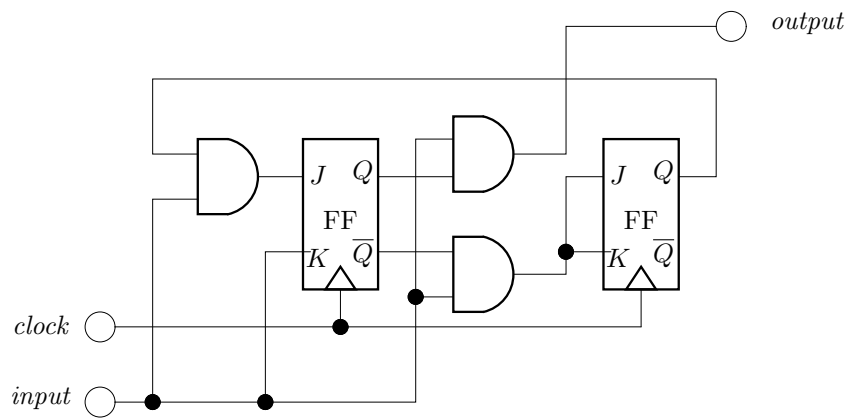 output
J Q
FF
K Q̅
J Q
FF
K Q̅
clock
input